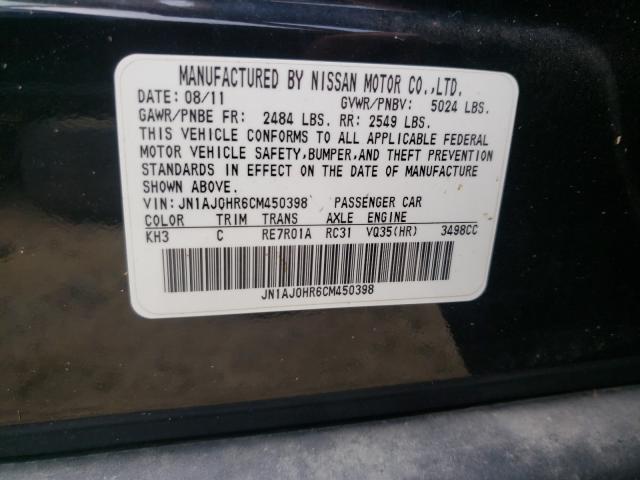 MANUFACTURED BY NISSAN MOTOR CO.,LTD.
DATE: 08/11 GVWR/PNBV: 5024 LBS.
GAWR/PNBE FR: 2484 LBS. RR: 2549 LBS.
THIS VEHICLE CONFORMS TO ALL APPLICABLE FEDERAL
MOTOR VEHICLE SAFETY,BUMPER,AND THEFT PREVENTION
STANDARDS IN EFFECT ON THE DATE OF MANUFACTURE
SHOWN ABOVE.
VIN: JN1AJ0HR6CM450398 PASSENGER CAR
COLOR TRIM TRANS AXLE ENGINE
KH3 C RE7R01A RC31 VQ35(HR) 3498CC
JN1AJ0HR6CM450398